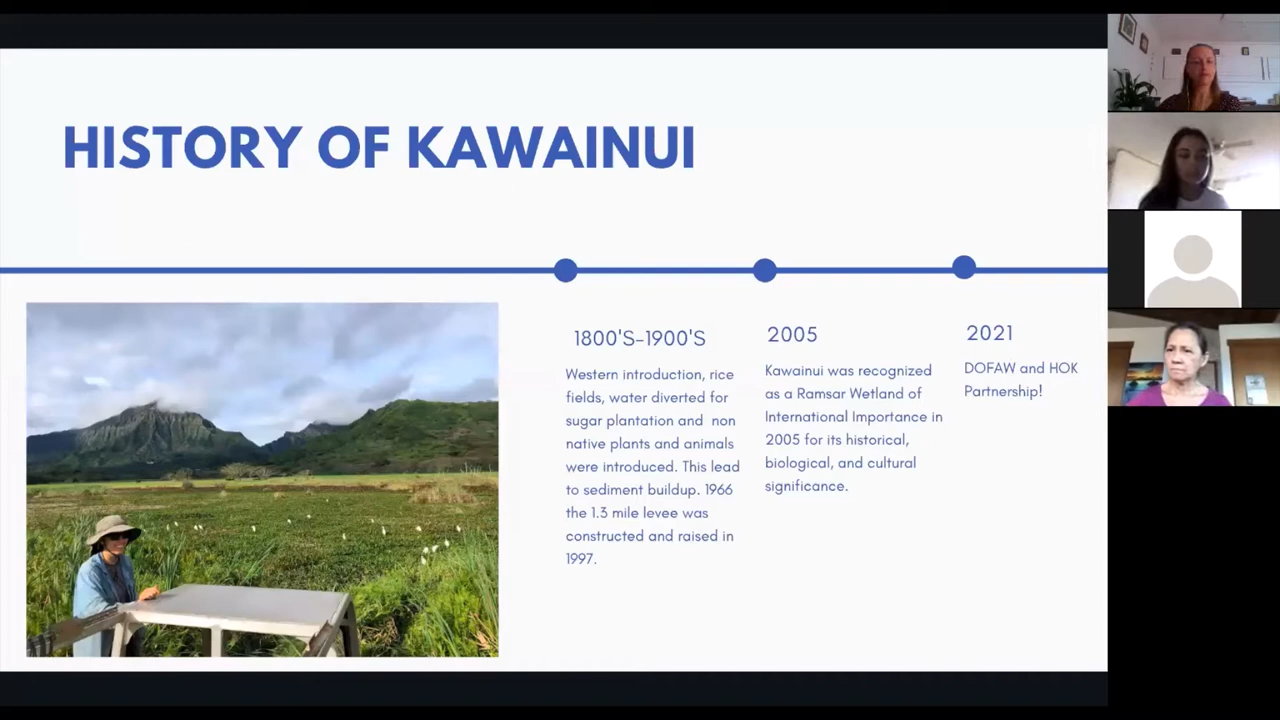 HISTORY OF KAWAINUI
1800'S-1900'S
Western introduction, rice
fields, water diverted for
sugar plantation and  non
native plants and animals
were introduced. This lead
to sediment buildup. 1966
the 1.3 mile levee was
constructed and raised in
1997.
2005
Kawainui was recognized
as a Ramsar Wetland of
International Importance in
2005 for its historical,
biological, and cultural
significance.
2021
DOFAW and HOK
Partnership!